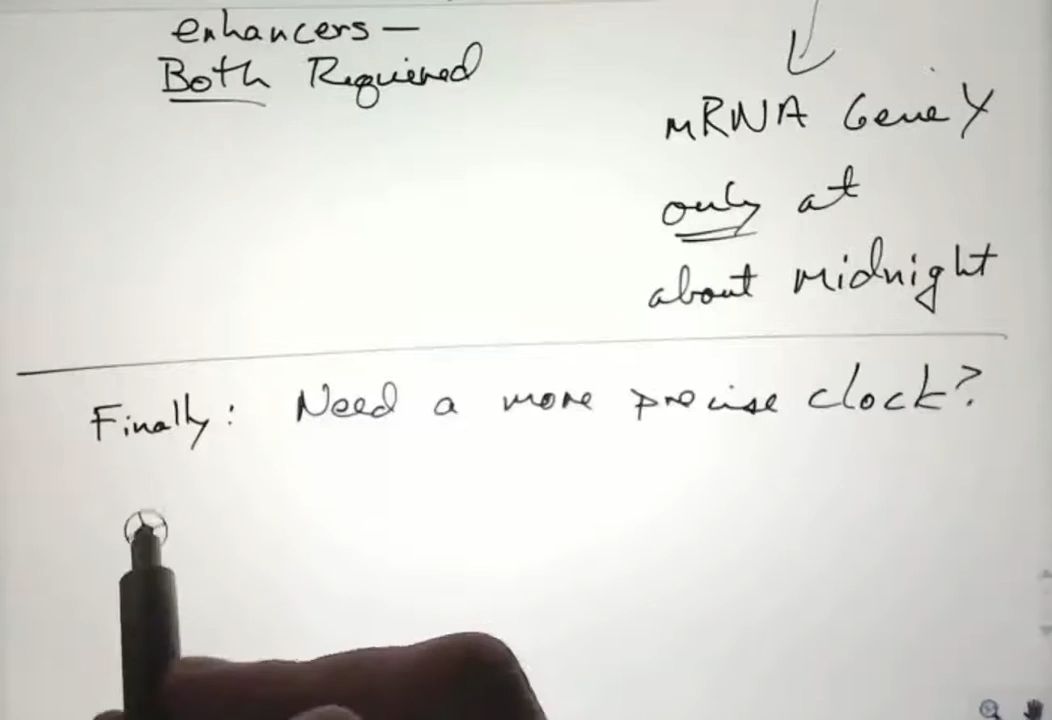 enhancers—
Both Required
mRNA Gene Y
only at
about midnight
Finally: Need a more precise clock?